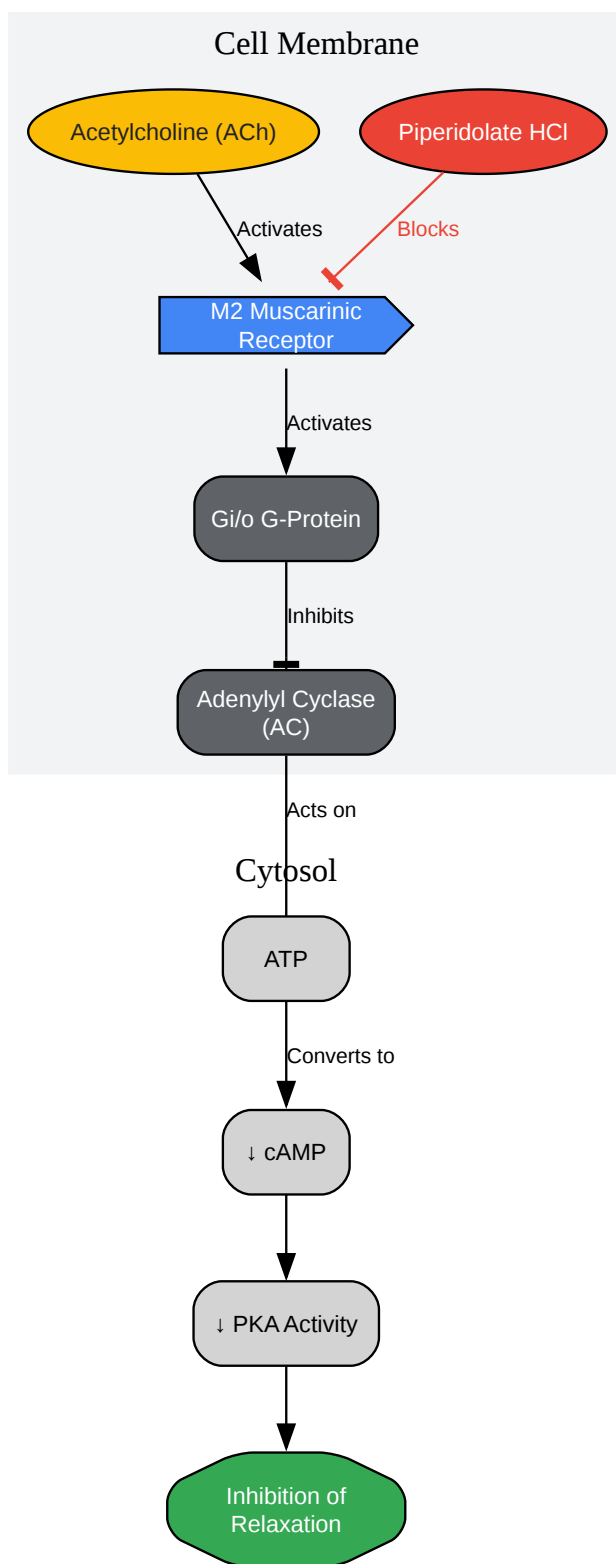 Cell Membrane
Acetylcholine (ACh)
Piperidolate HCl
Activates
Blocks
M2 Muscarinic
Receptor
Activates
Gi/o G-Protein
Inhibits
Adenylyl Cyclase
(AC)
Acts on
Cytosol
ATP
Converts to
↓ cAMP
↓ PKA Activity
Inhibition of
Relaxation